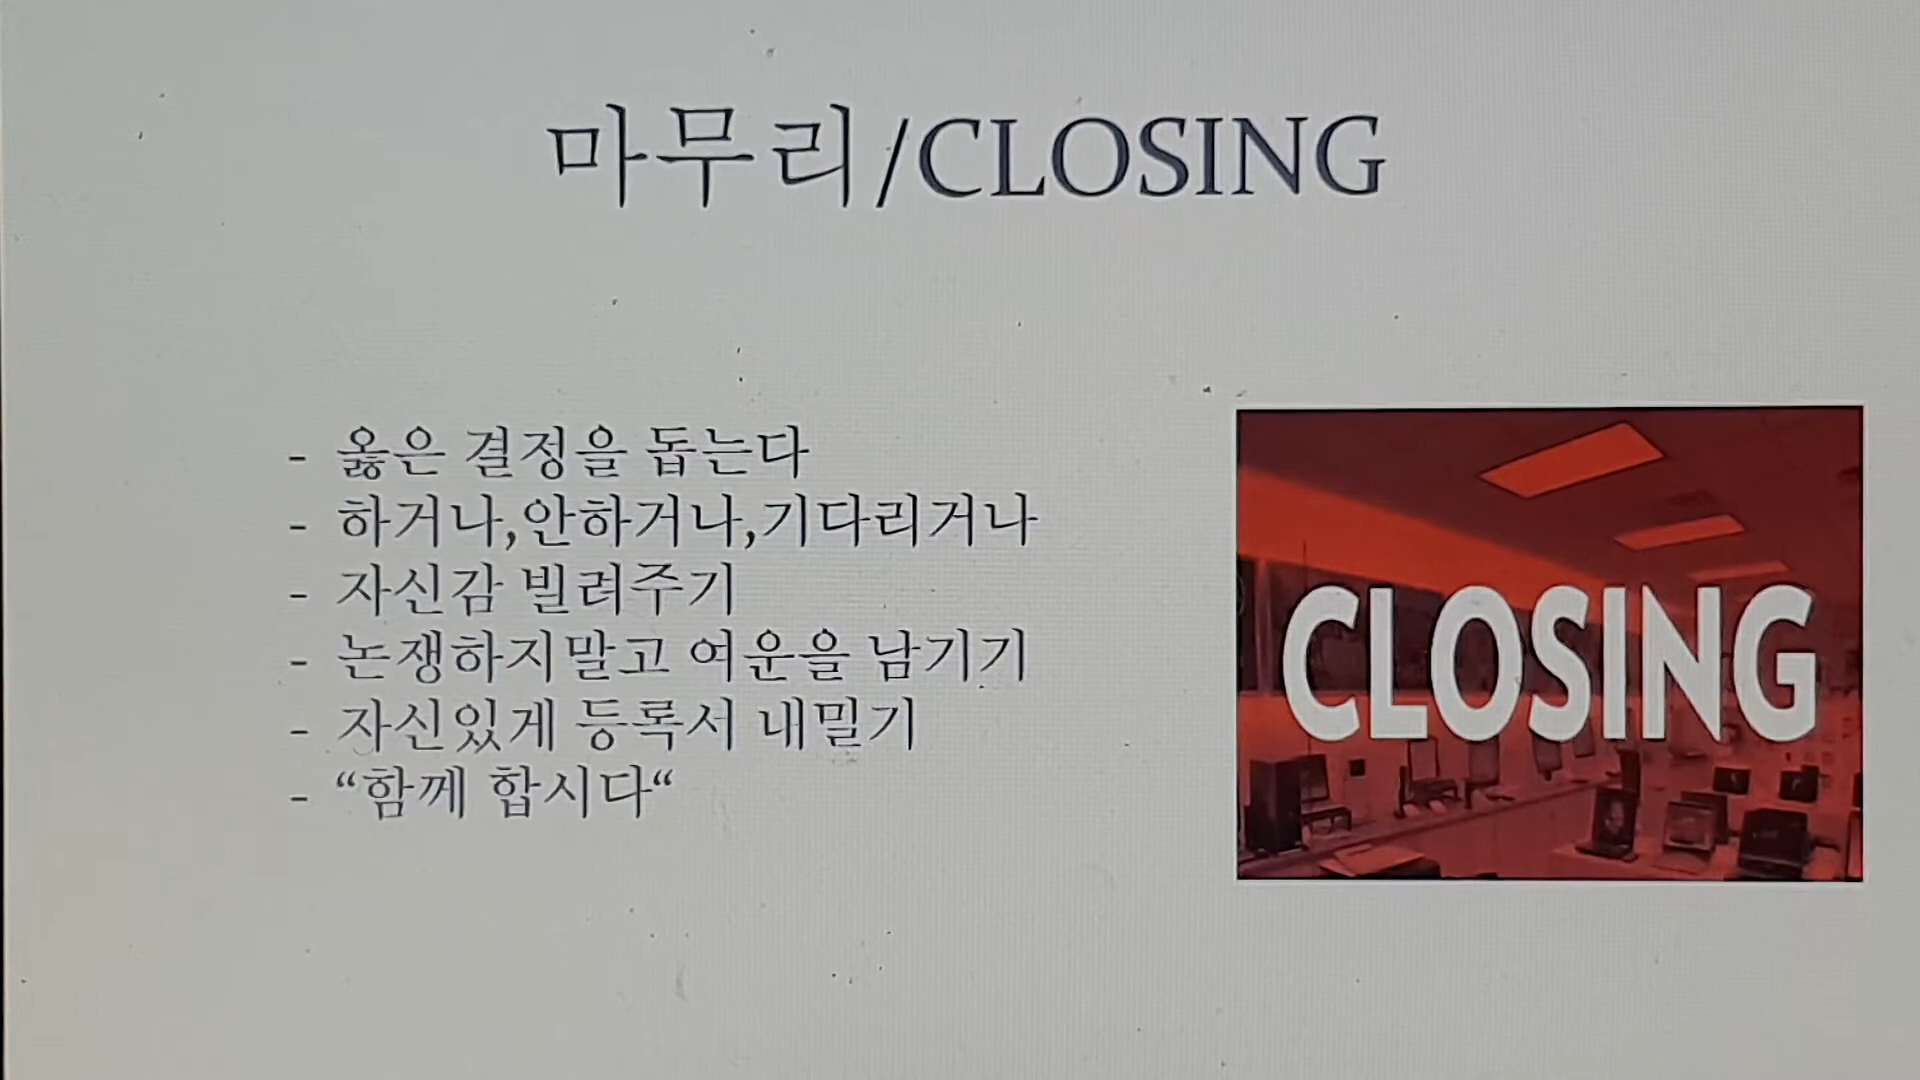 마무리/CLOSING
- 옳은 결정을 돕는다
- 하거나,안하거나,기다리거나
- 자신감 빌려주기
- 논쟁하지말고 여운을 남기기
- 자신있게 등록서 내밀기
- “함께 합시다“
CLOSING